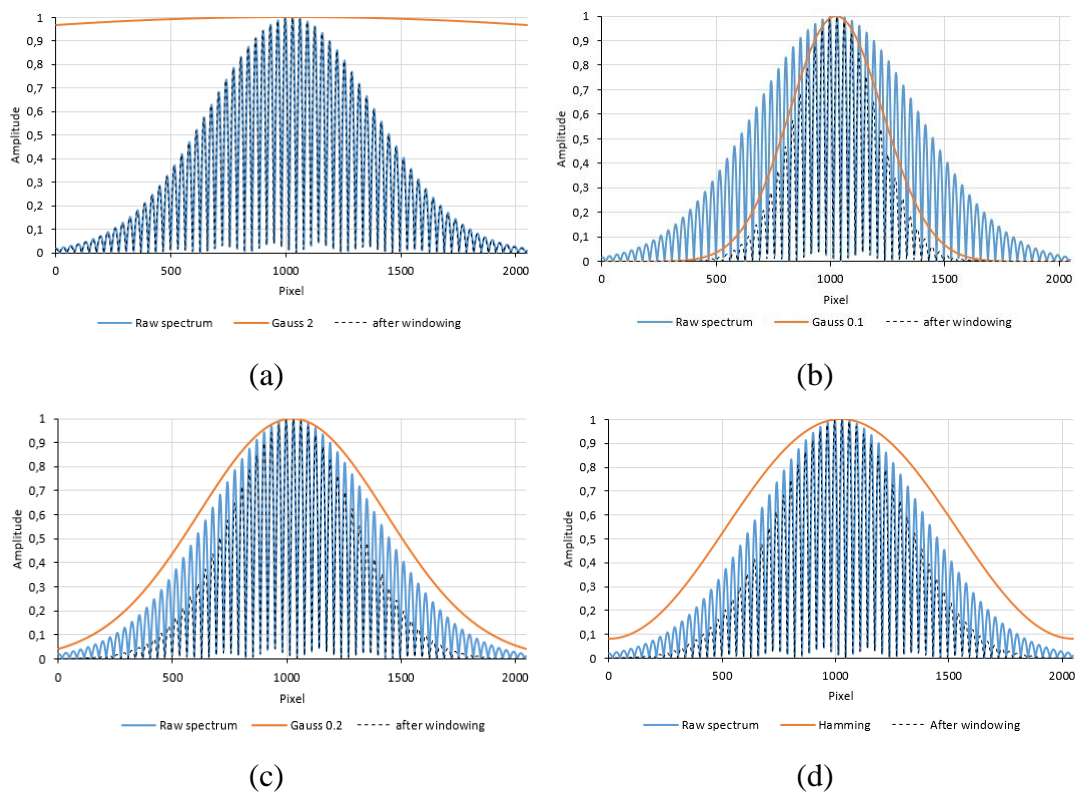 1
0,9
0,8
0,7
0,6
0,5
0,4
0,3
0,2
0,1
0
Amplitude
0 500 1000 1500 2000
Pixel
Raw spectrum Gauss 2 after windowing
(a)
1
0,9
0,8
0,7
0,6
0,5
0,4
0,3
0,2
0,1
0
Amplitude
0 500 1000 1500 2000
Pixel
Raw spectrum Gauss 0.1 after windowing
(b)
1
0,9
0,8
0,7
0,6
0,5
0,4
0,3
0,2
0,1
0
Amplitude
0 500 1000 1500 2000
Pixel
Raw spectrum Gauss 0.2 after windowing
(c)
1
0,9
0,8
0,7
0,6
0,5
0,4
0,3
0,2
0,1
0
Amplitude
0 500 1000 1500 2000
Pixel
Raw spectrum Hamming After windowing
(d)